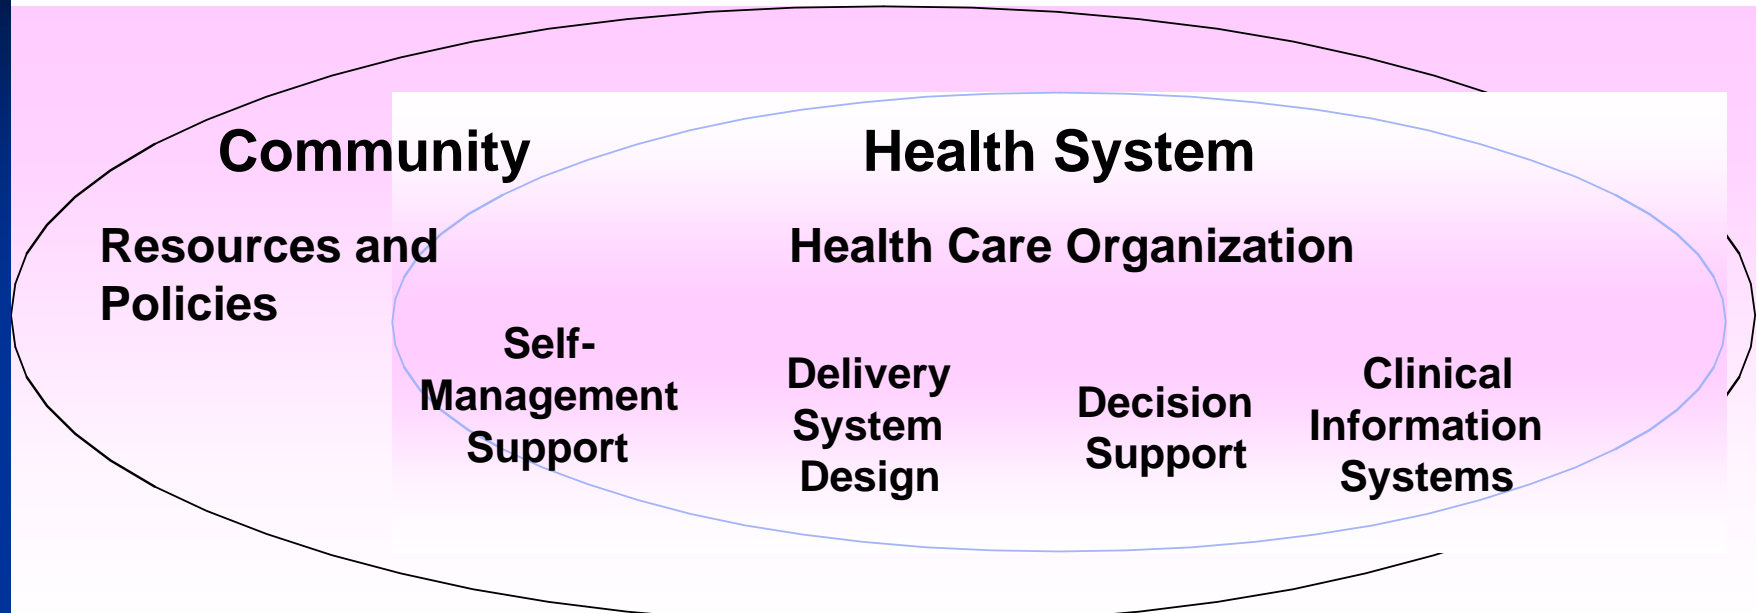 Community
Health System
Resources and
Policies
Health Care Organization
Self-
Management
Support
Delivery
System
Design
Decision
Support
Clinical
Information
Systems